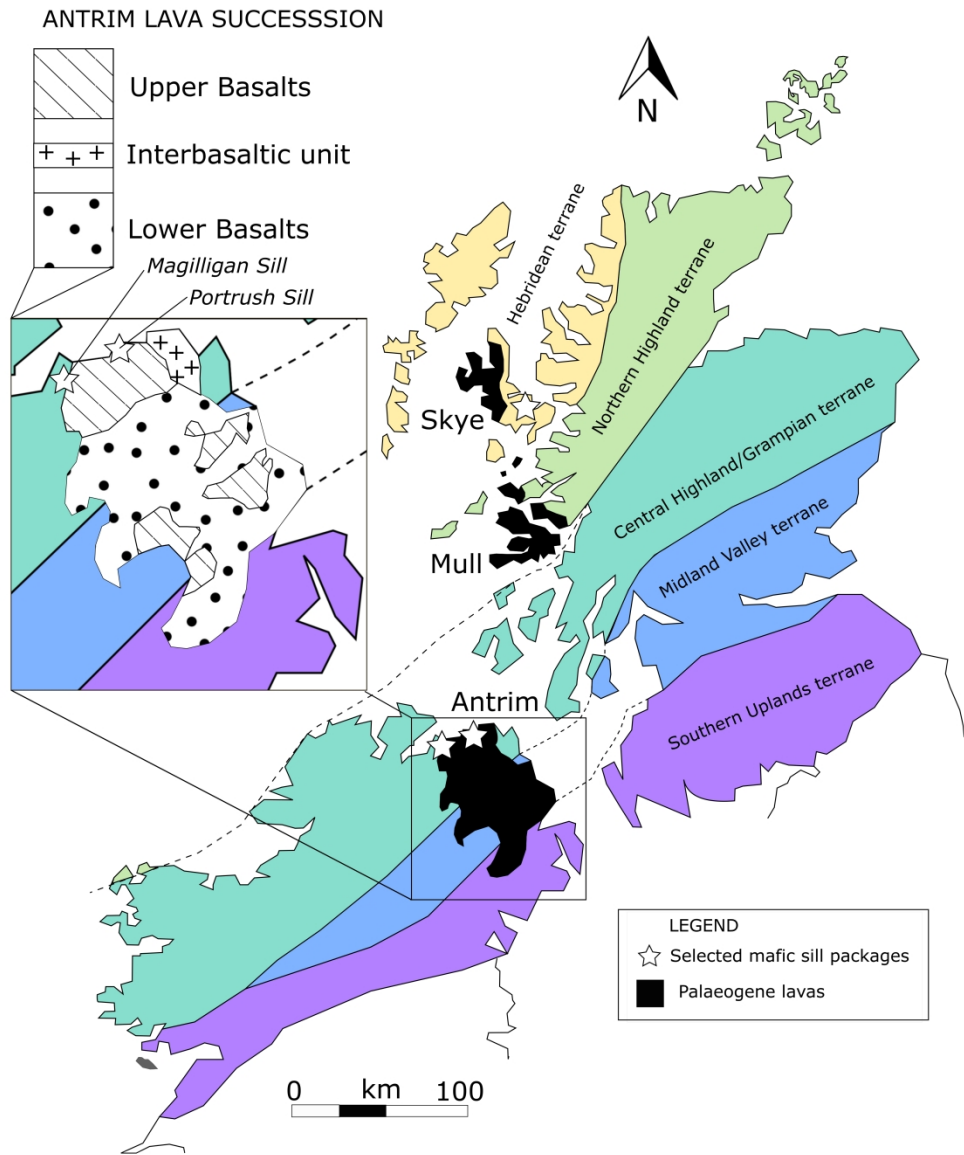 ANTRIM LAVA SUCCESSSION
Upper Basalts
Interbasaltic unit
Lower Basalts
Magilligan Sill
Portrush Sill
N
Hebridean terrane
Northern Highland terrane
Skye
Central Highland/Grampian terrane
Mull
Midland Valley terrane
Antrim
Southern Uplands terrane
LEGEND
Selected mafic sill packages
Palaeogene lavas
0 km 100